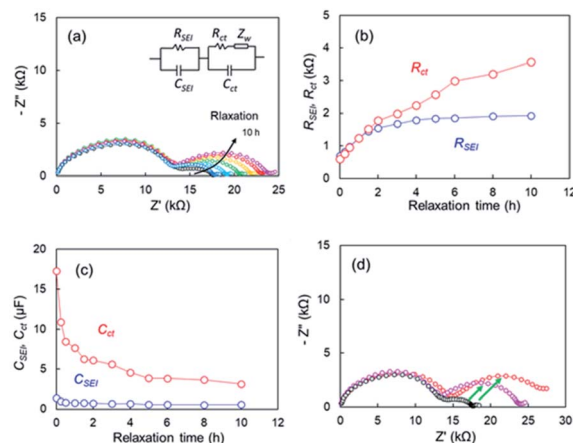 (a)
R_SEI
R_ct
Z_w
C_SEI
C_ct
Rlaxation
10 h
- Z'' (kΩ)
15
10
5
0
0 5 10 15 20 25
Z' (kΩ)
(b)
R_ct
R_SEI
R_SEI, R_ct (kΩ)
5
4
3
2
1
0
0 2 4 6 8 10 12
Relaxation time (h)
(c)
C_ct
C_SEI
C_SEI, C_ct (μF)
20
15
10
5
0
0 2 4 6 8 10 12
Relaxation time (h)
(d)
- Z'' (kΩ)
15
10
5
0
0 5 10 15 20 25 30
Z' (kΩ)